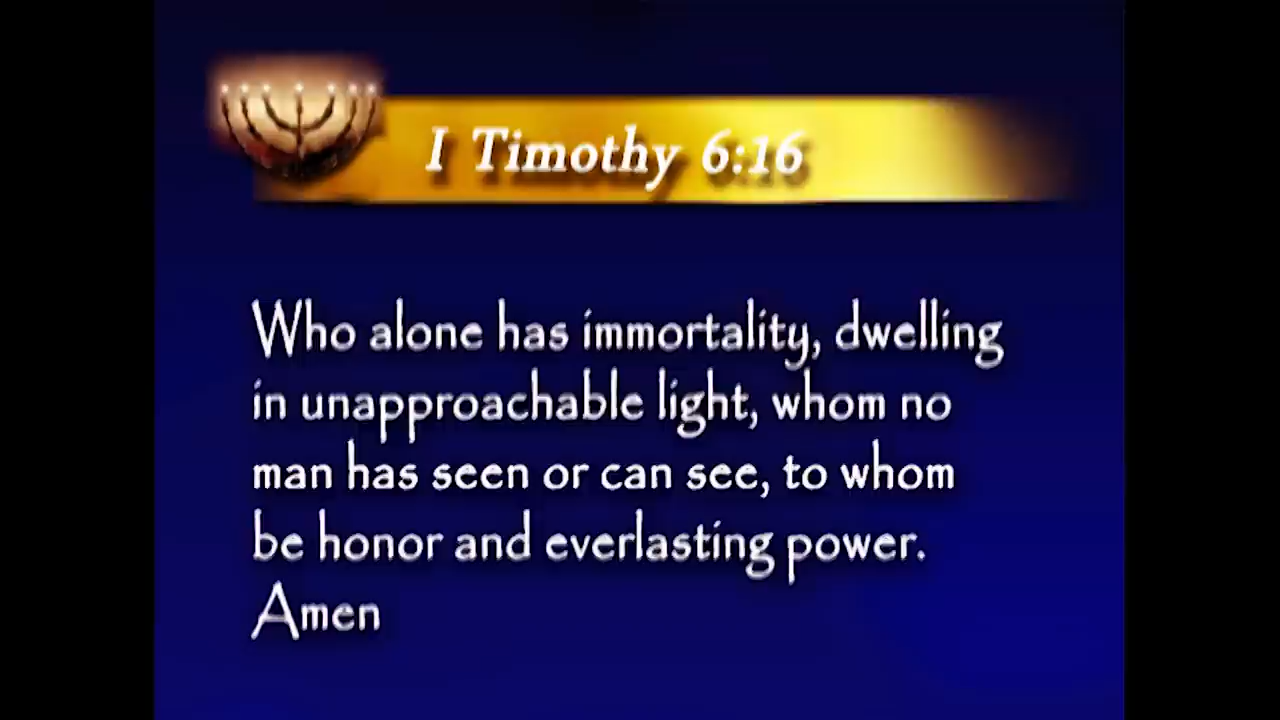 I Timothy 6:16
Who alone has immortality, dwelling
in unapproachable light, whom no
man has seen or can see, to whom
be honor and everlasting power.
Amen